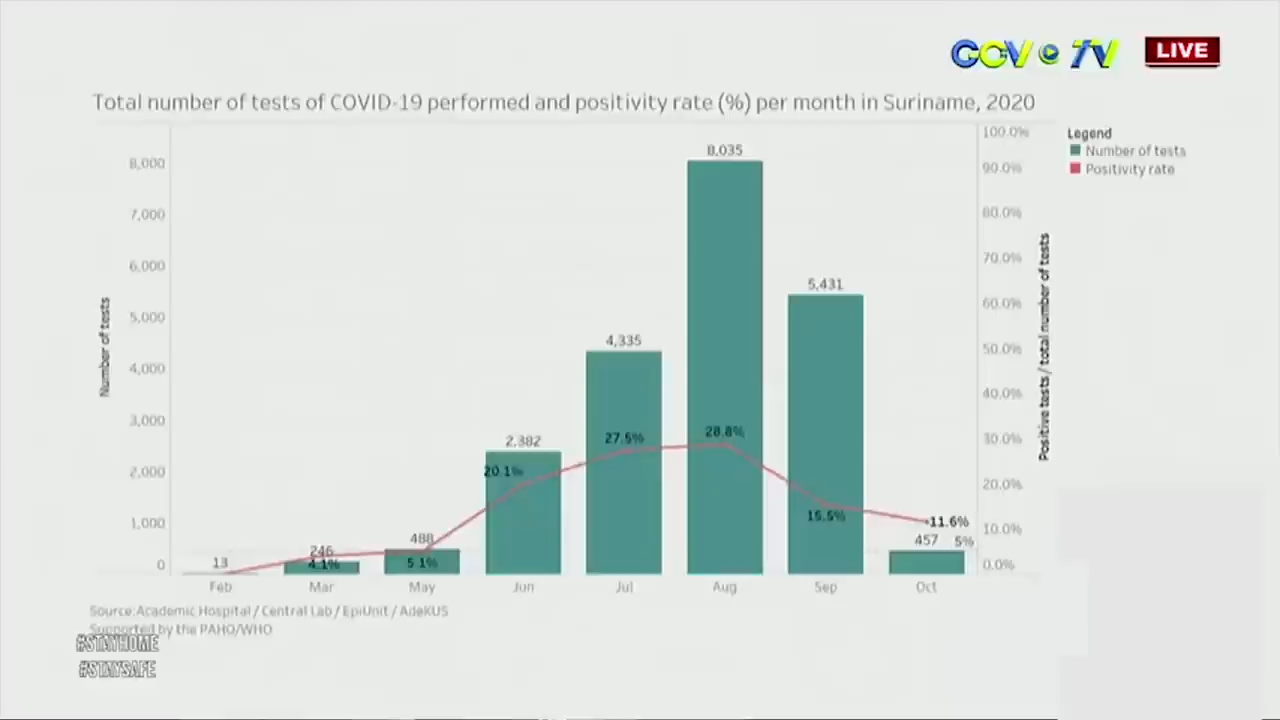 GOV TV
LIVE
Total number of tests of COVID-19 performed and positivity rate (%) per month in Suriname, 2020
Legend
Number of tests
Positivity rate
Number of tests
8,000
7,000
6,000
5,000
4,000
3,000
2,000
1,000
0
13
246
4.1%
488
5.1%
2,382
20.1%
4,335
27.5%
8,035
28.8%
5,431
15.5%
457
11.6%
5%
100.0%
90.0%
80.0%
70.0%
60.0%
50.0%
40.0%
30.0%
20.0%
10.0%
0.0%
Positive tests / total number of tests
Feb Mar May Jun Jul Aug Sep Oct
Source: Academic Hospital / Central Lab / EpiUnit / AdeKUS
Supported by the PAHO/WHO
#STAYHOME
#STAYSAFE